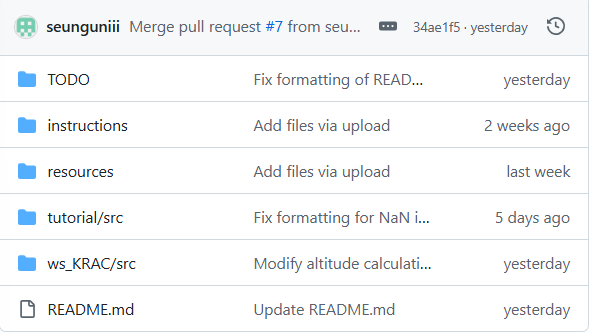 seunguniii Merge pull request #7 from seu... 34ae1f5 · yesterday
TODO Fix formatting of READ... yesterday
instructions Add files via upload 2 weeks ago
resources Add files via upload last week
tutorial/src Fix formatting for NaN i... 5 days ago
ws_KRAC/src Modify altitude calculati... yesterday
README.md Update README.md yesterday